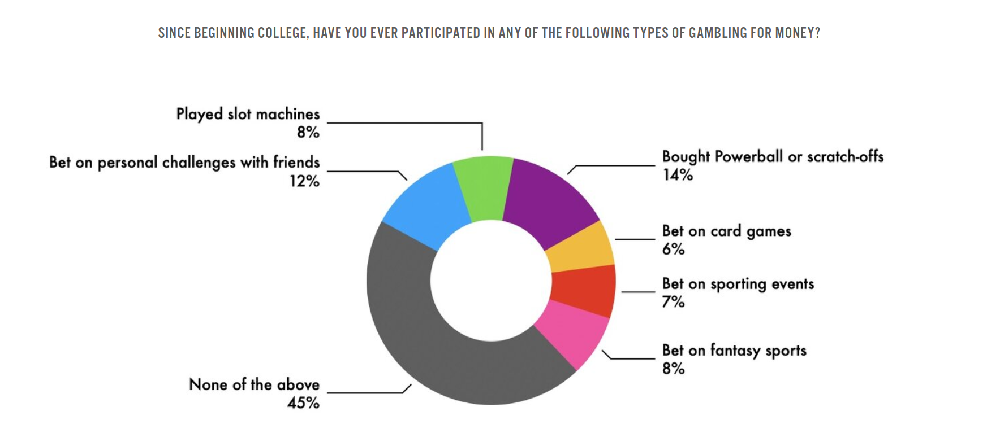 SINCE BEGINNING COLLEGE, HAVE YOU EVER PARTICIPATED IN ANY OF THE FOLLOWING TYPES OF GAMBLING FOR MONEY?
Played slot machines
8%
Bet on personal challenges with friends
12%
Bought Powerball or scratch-offs
14%
Bet on card games
6%
Bet on sporting events
7%
Bet on fantasy sports
8%
None of the above
45%